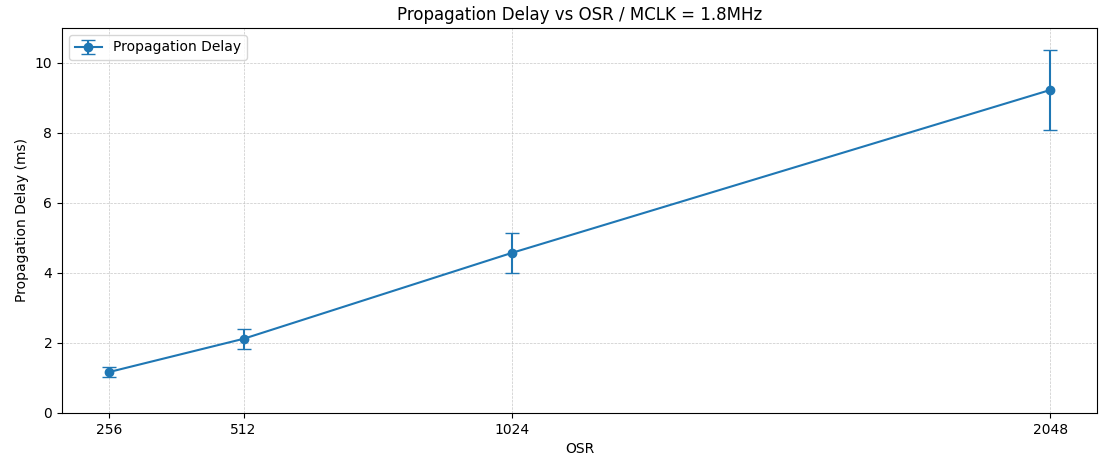 Propagation Delay vs OSR / MCLK = 1.8MHz
Propagation Delay
10
8
6
4
2
0
Propagation Delay (ms)
256 512 1024 2048
OSR